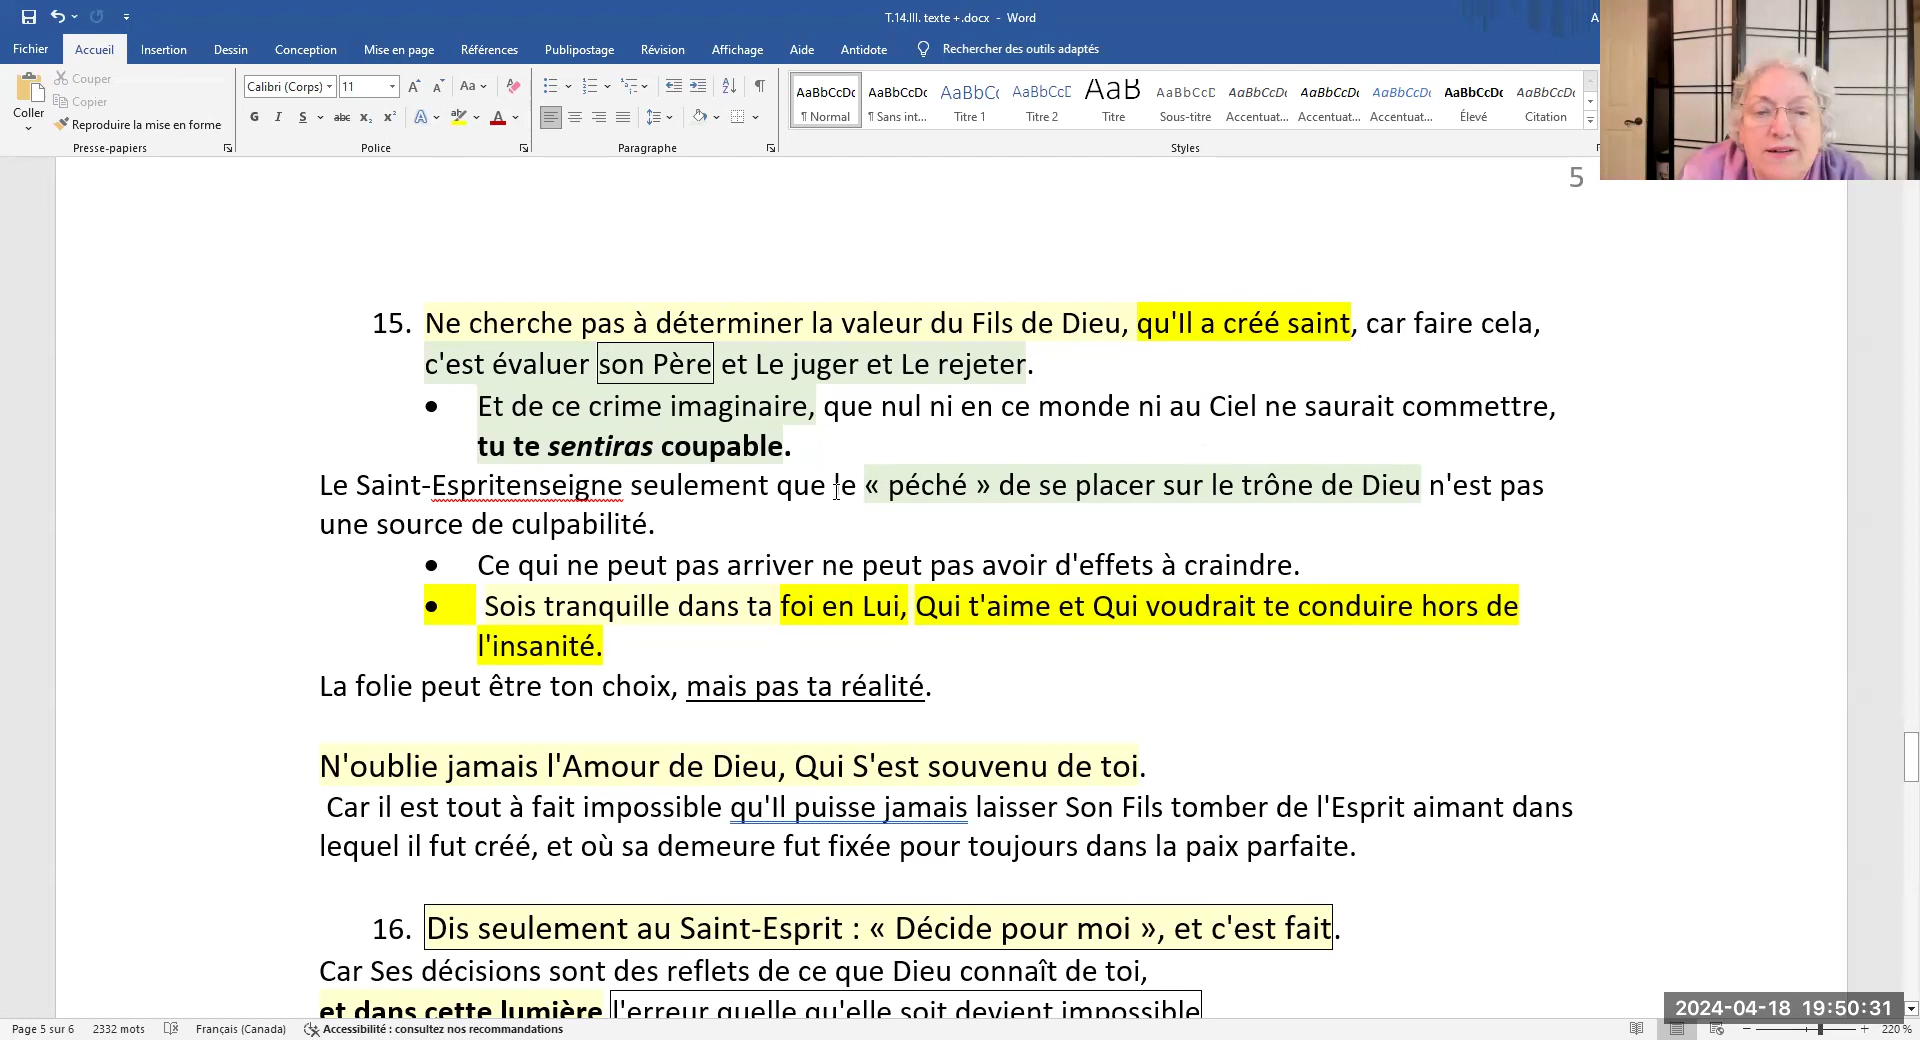 T.14.III. texte +.docx - Word
Fichier Accueil Insertion Dessin Conception Mise en page Références Publipostage Révision Affichage Aide Antidote Rechercher des outils adaptés
Coller
Couper
Copier
Reproduire la mise en forme
Presse-papiers
Calibri (Corps) 11
G I S abc x₂ x²
Police
Paragraphe
AaBbCcDc AaBbCcDc AaBbCc AaBbCcD AaB AaBbCcD AaBbCcDc AaBbCcDc AaBbCcDc AaBbCcDc AaBbCcDc
¶ Normal ¶ Sans int... Titre 1 Titre 2 Titre Sous-titre Accentuat... Accentuat... Accentuat... Élevé Citation
Styles
5
15. Ne cherche pas à déterminer la valeur du Fils de Dieu, qu'Il a créé saint, car faire cela,
c'est évaluer son Père et Le juger et Le rejeter.
• Et de ce crime imaginaire, que nul ni en ce monde ni au Ciel ne saurait commettre,
tu te sentiras coupable.
Le Saint-Espritenseigne seulement que le « péché » de se placer sur le trône de Dieu n'est pas
une source de culpabilité.
• Ce qui ne peut pas arriver ne peut pas avoir d'effets à craindre.
• Sois tranquille dans ta foi en Lui, Qui t'aime et Qui voudrait te conduire hors de
l'insanité.
La folie peut être ton choix, mais pas ta réalité.
N'oublie jamais l'Amour de Dieu, Qui S'est souvenu de toi.
Car il est tout à fait impossible qu'Il puisse jamais laisser Son Fils tomber de l'Esprit aimant dans
lequel il fut créé, et où sa demeure fut fixée pour toujours dans la paix parfaite.
16. Dis seulement au Saint-Esprit : « Décide pour moi », et c'est fait.
Car Ses décisions sont des reflets de ce que Dieu connaît de toi,
et dans cette lumière l'erreur quelle qu'elle soit devient impossible
2024-04-18 19:50:31
Page 5 sur 6 2332 mots Français (Canada) Accessibilité : consultez nos recommandations 220 %